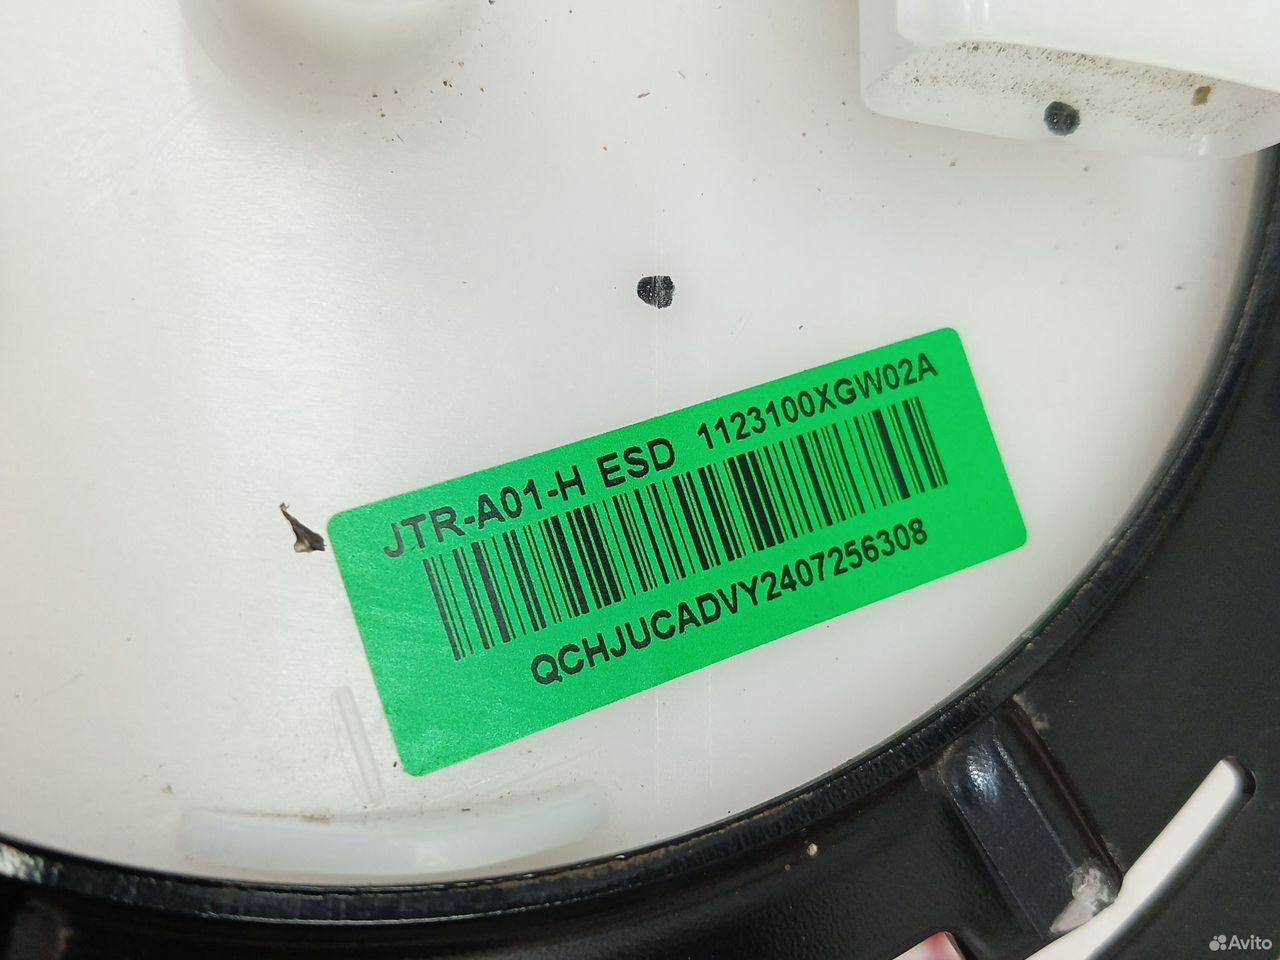 JTR-A01-H ESD 1123100XGW02A
QCHJUCADVY2407256308
Avito